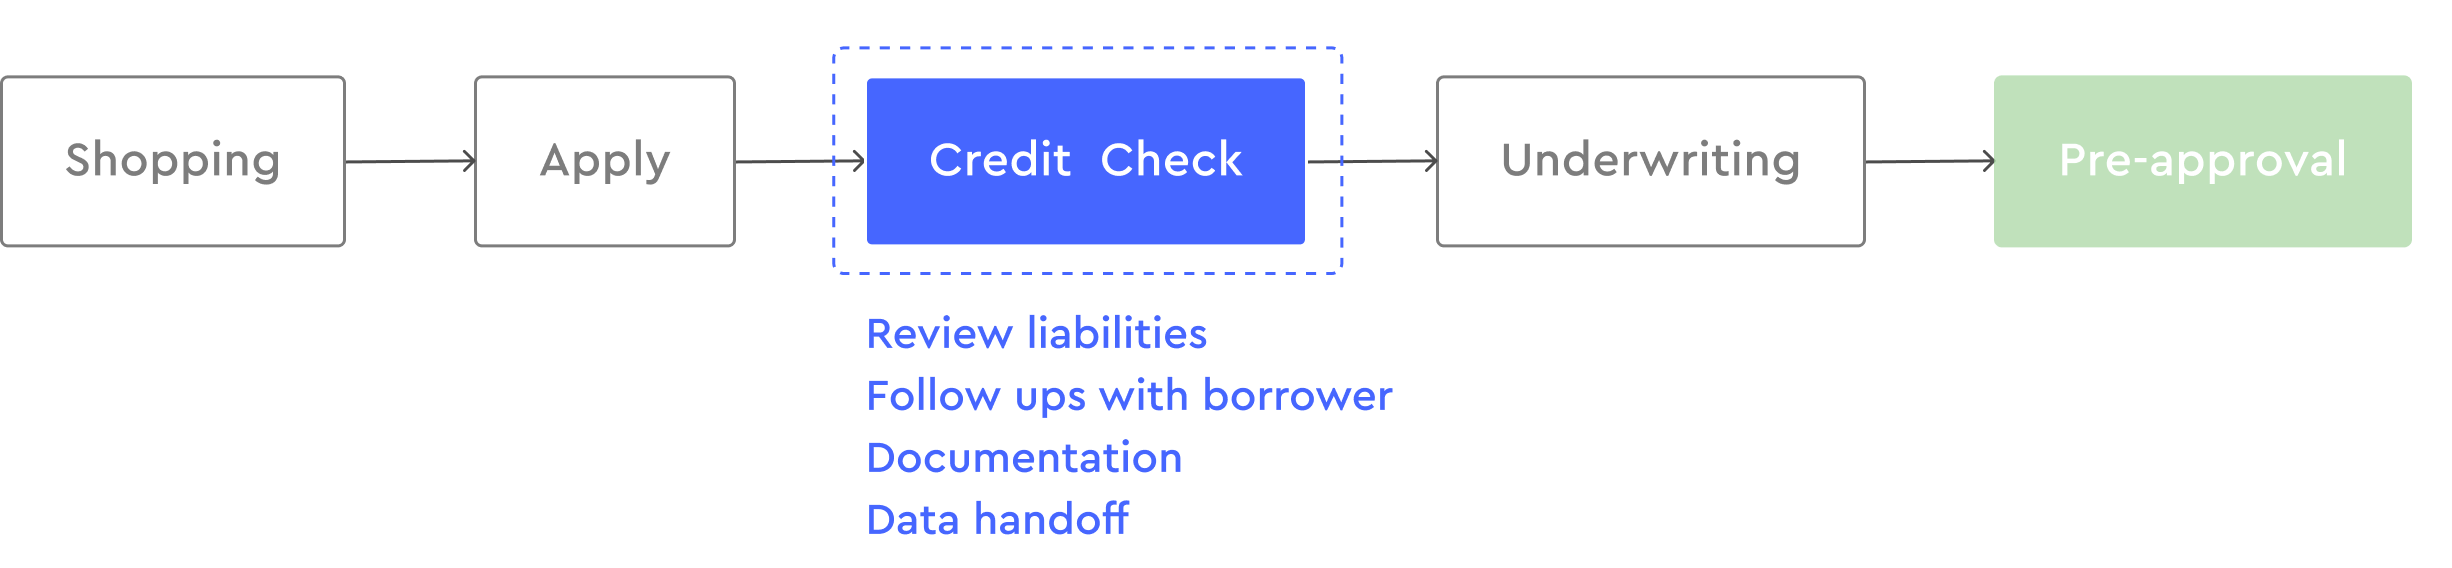 Shopping
Apply
Credit Check
Underwriting
Pre-approval
Review liabilities
Follow ups with borrower
Documentation
Data handoff